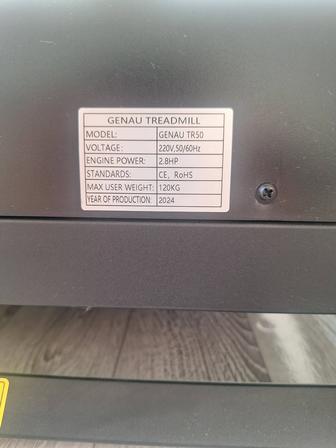 GENAU TREADMILL
MODEL: GENAU TR50
VOLTAGE: 220V,50/60Hz
ENGINE POWER: 2.8HP
STANDARDS: CE, RoHS
MAX USER WEIGHT: 120KG
YEAR OF PRODUCTION: 2024